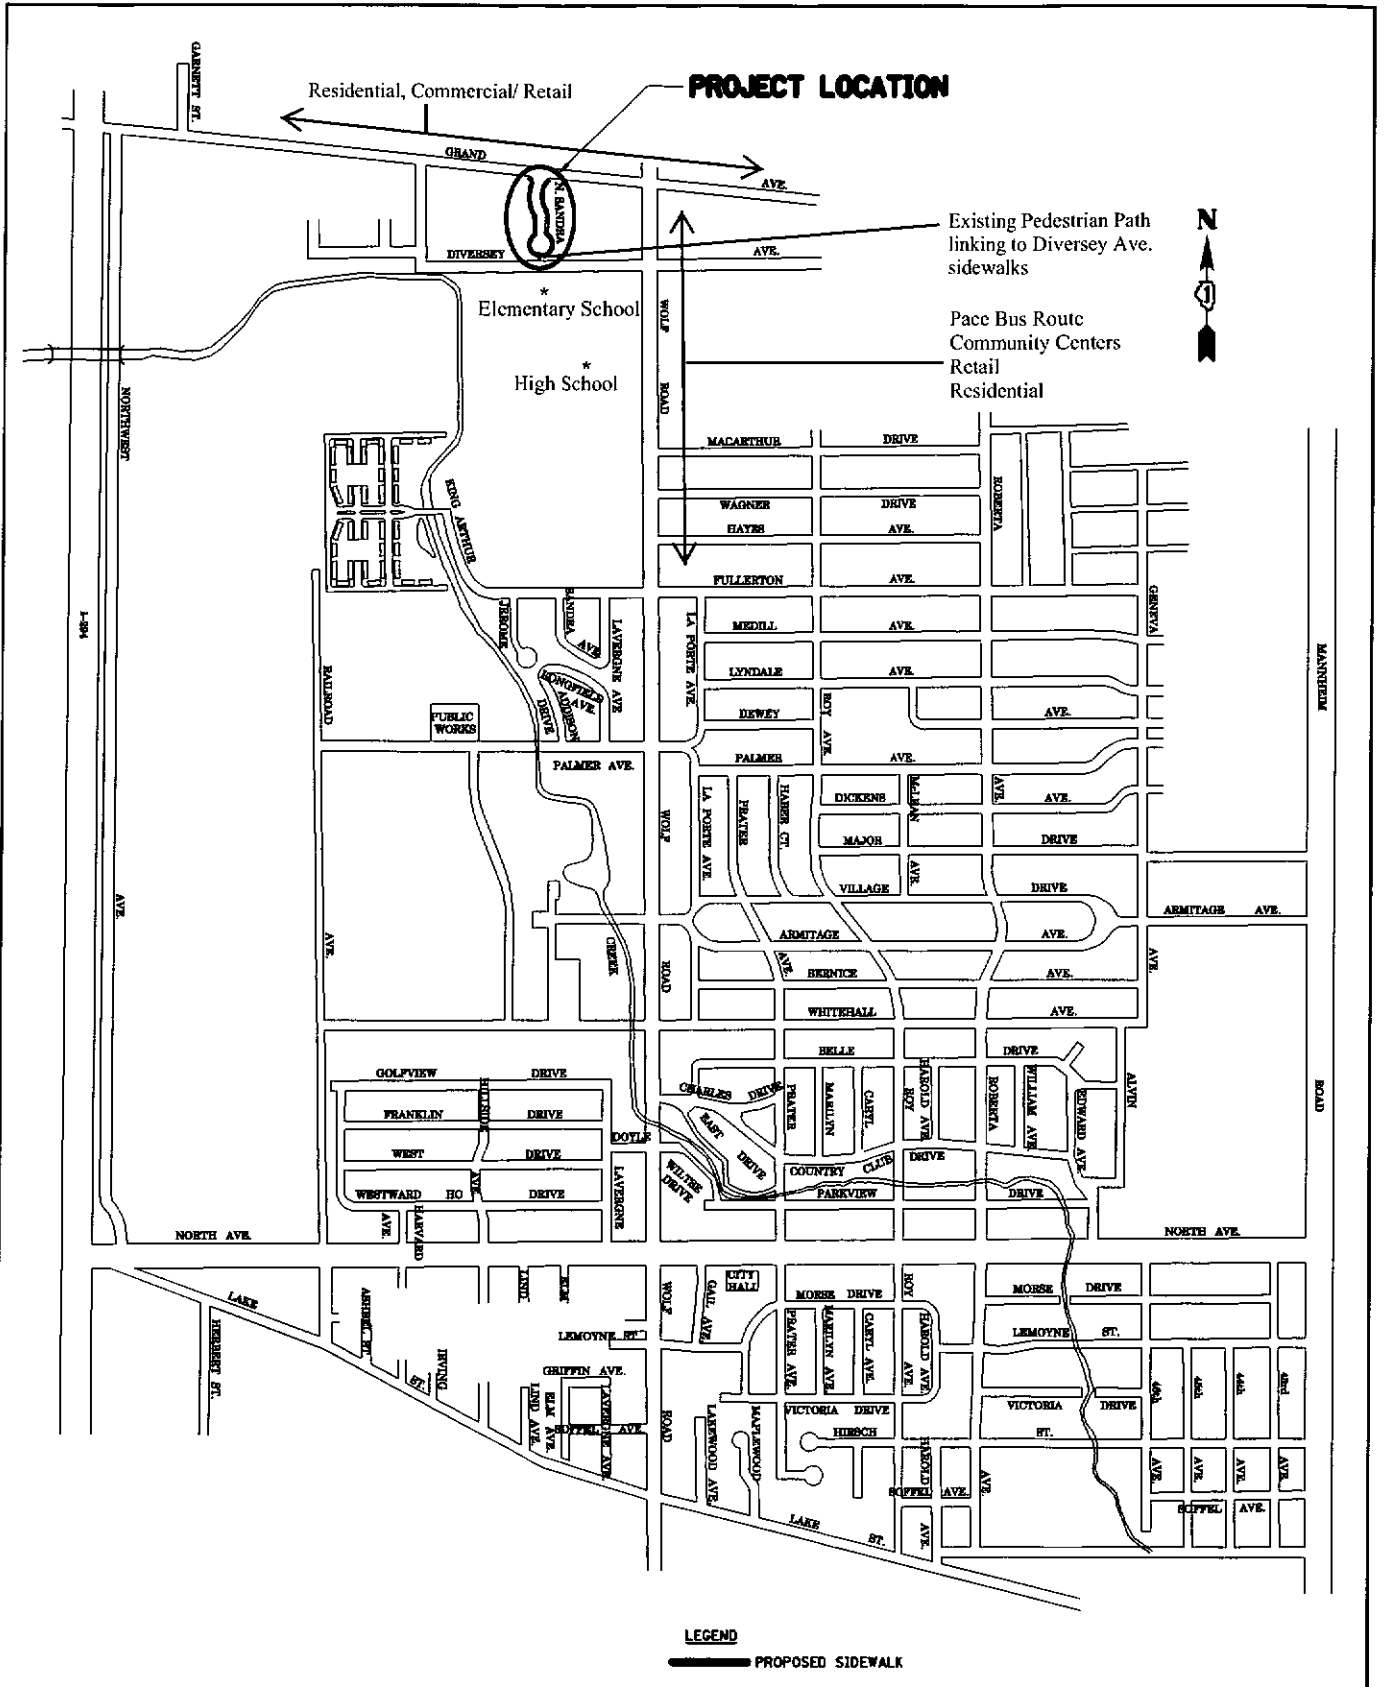 GARNETT ST.
Residential, Commercial/ Retail
PROJECT LOCATION
GRAND
AVE.
N. SANDRA
DIVERSEY
AVE.
Existing Pedestrian Path
linking to Diversey Ave.
sidewalks
N
1
*
Elementary School
*
High School
Pace Bus Route
Community Centers
Retail
Residential
WOLF
ROAD
NORTHWEST
MACARTHUR
DRIVE
WAGNER
DRIVE
HAYES
AVE.
FULLERTON
AVE.
ROBERTA
KING ARTHUR
JEROME
SANDRA
AVE.
LAVERGNE AVE
LA PORTE AVE.
MEDILL
AVE.
GENEVA
I-294
MANNHEIM
RAILROAD
LYNDALE
AVE.
LONGFIELD
AVE.
ADDISON
DRIVE
PUBLIC
WORKS
DEWEY
ROY AVE.
AVE.
PALMER AVE.
PALMER
AVE.
LA PORTE AVE.
PRATER
HABER CT.
DICKENS
McLEAN
AVE.
AVE.
WOLF
MAJOR
DRIVE
VILLAGE
AVE.
DRIVE
AVE.
ARMITAGE
AVE.
ARMITAGE
AVE.
AVE.
CREEK
AVE.
ROAD
AVE.
BERNICE
AVE.
AVE.
WHITEHALL
AVE.
BELLE
DRIVE
GOLFVIEW
DRIVE
HILLSIDE
CHARLES DRIVE
PRATER
MARILYN
CARYL
ROY
HAROLD AVE.
ROBERTA
WILLIAM AVE.
EDWARD AVE.
ALVIN
ROAD
FRANKLIN
DRIVE
EAST
DRIVE
DOYLE
WEST
DRIVE
COUNTRY
CLUB
DRIVE
WILTSE
DRIVE
WESTWARD
HO
AVE
DRIVE
LAVERGNE
PARKVIEW
DRIVE
AVE.
HARVARD
NORTH AVE.
NORTH AVE.
LAKE
ST.
HERBERT ST.
ASHBEL ST.
IRVING
LIND
ELM
WOLF
GAIL AVE.
CITY
HALL
MORSE DRIVE
ROY
MORSE
DRIVE
LEMOYNE ST
PRATER AVE.
MARILYN AVE.
CARYL AVE.
AVE.
HAROLD AVE.
LEMOYNE
ST.
GRIFFIN AVE.
LIND AVE.
ELM AVE.
LAVERGNE AVE.
SOFFEL AVE.
ROAD
LAKEWOOD AVE.
MAPLEWOOD
VICTORIA DRIVE
HIRSCH
ST.
VICTORIA
DRIVE
46th
45th
44th
43rd
AVE.
AVE.
AVE.
AVE.
HAROLD
AVE.
SOFFEL AVE.
AVE.
SOFFEL
AVE.
LAKE
ST.
LEGEND
PROPOSED SIDEWALK